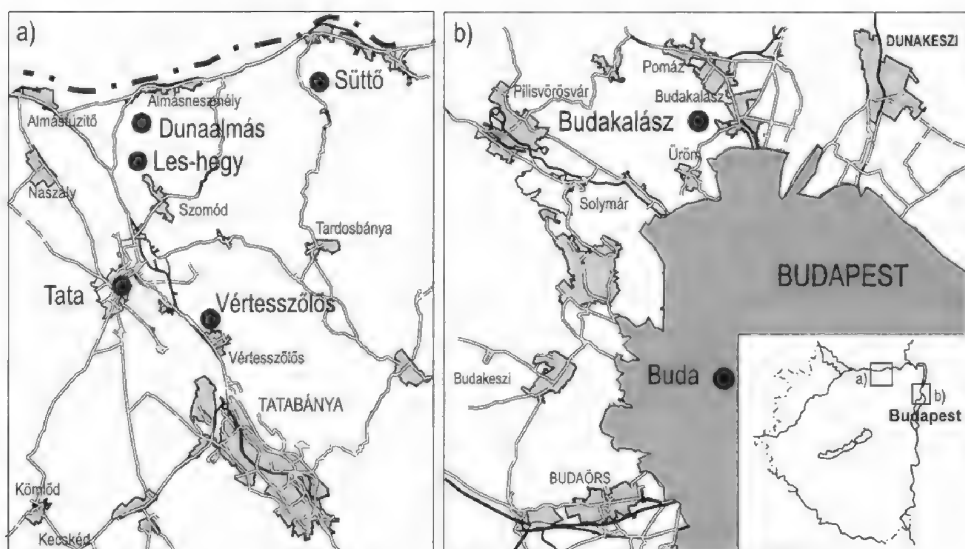 a)
Süttő
Almásneszmély
Almásfüzitő
Dunaalmás
Les-hegy
Naszály
Szomód
Tardosbánya
Tata
Vértesszőlős
Vértesszőlős
TATABÁNYA
Kömlőd
Kecskéd
b)
DUNAKESZI
Pomáz
Pilisvörösvár
Budakalász
Budakalász
Üröm
Solymár
BUDAPEST
Budakeszi
Buda
BUDAÖRS
a)
b)
Budapest